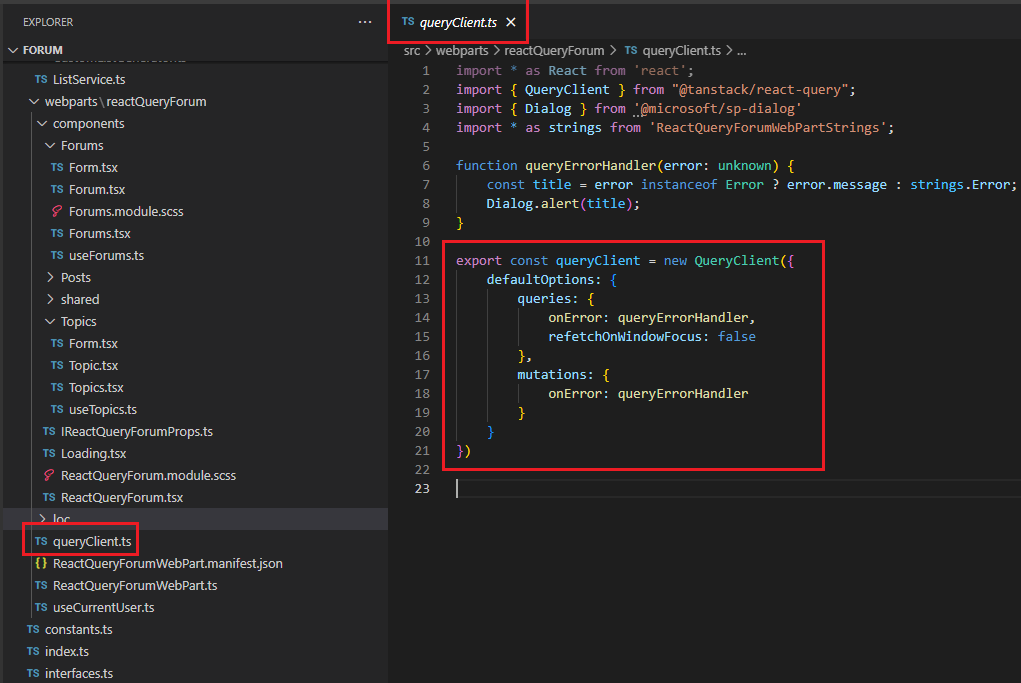 EXPLORER
FORUM
TS ListService.ts
webparts\reactQueryForum
components
Forums
TS Form.tsx
TS Forum.tsx
Forums.module.scss
TS Forums.tsx
TS useForums.ts
Posts
shared
Topics
TS Form.tsx
TS Topic.tsx
TS Topics.tsx
TS useTopics.ts
TS IReactQueryForumProps.ts
TS Loading.tsx
ReactQueryForum.module.scss
TS ReactQueryForum.tsx
loc
TS queryClient.ts
{} ReactQueryForumWebPart.manifest.json
TS ReactQueryForumWebPart.ts
TS useCurrentUser.ts
TS constants.ts
TS index.ts
TS interfaces.ts
TS queryClient.ts ×
src > webparts > reactQueryForum > TS queryClient.ts > ...
1 import * as React from 'react';
2 import { QueryClient } from "@tanstack/react-query";
3 import { Dialog } from '@microsoft/sp-dialog'
4 import * as strings from 'ReactQueryForumWebPartStrings';
5
6 function queryErrorHandler(error: unknown) {
7 const title = error instanceof Error ? error.message : strings.Error;
8 Dialog.alert(title);
9 }
10
11 export const queryClient = new QueryClient({
12 defaultOptions: {
13 queries: {
14 onError: queryErrorHandler,
15 refetchOnWindowFocus: false
16 },
17 mutations: {
18 onError: queryErrorHandler
19 }
20 }
21 })
22
23